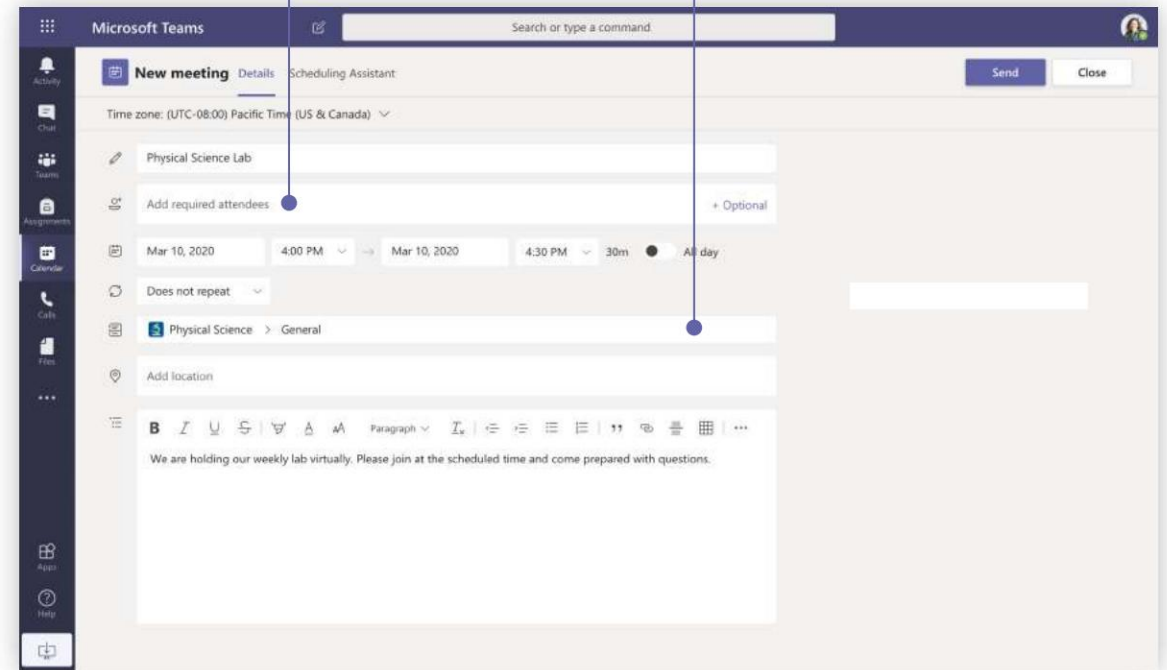 Microsoft Teams
Search or type a command
Activity
New meeting Details Scheduling Assistant
Send Close
Chat
Time zone: (UTC-08:00) Pacific Time (US & Canada)
Teams
Physical Science Lab
Assignments
Add required attendees + Optional
Calendar
Mar 10, 2020 4:00 PM → Mar 10, 2020 4:30 PM 30m All day
Calls
Does not repeat
Files
Physical Science > General
Add location
B I U S A AA Paragraph
We are holding our weekly lab virtually. Please join at the scheduled time and come prepared with questions.
Apps
Help